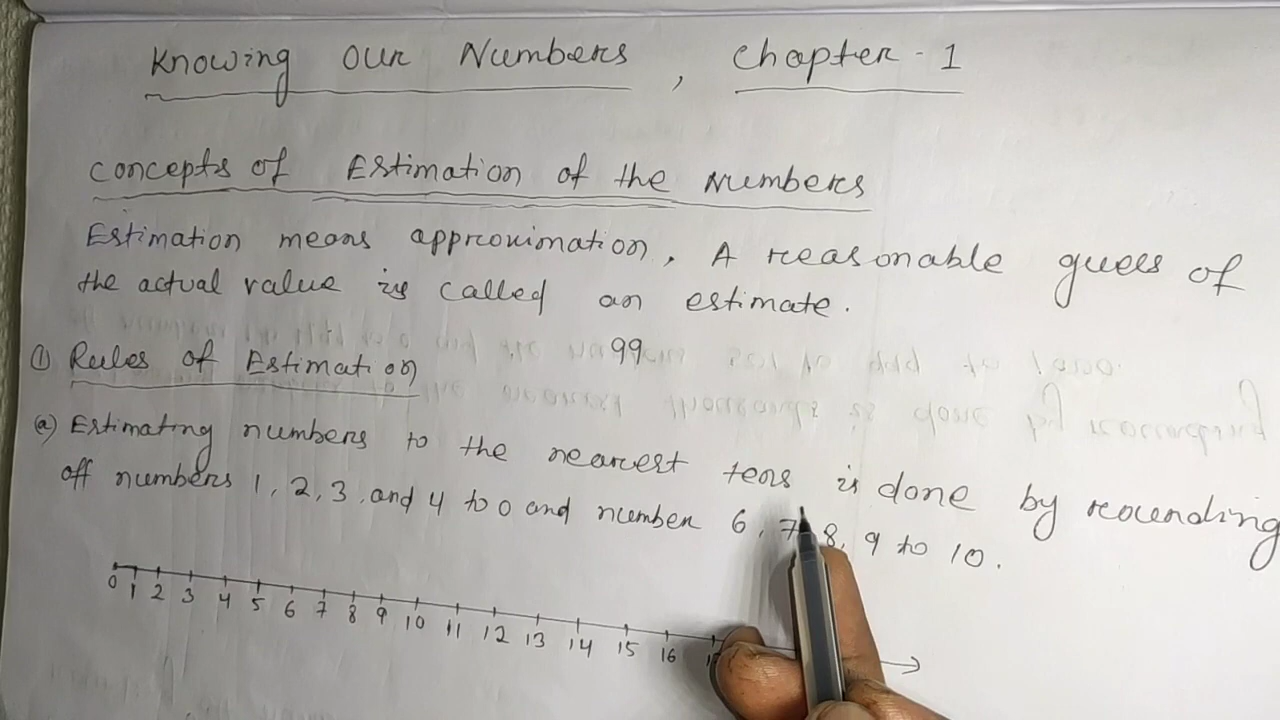 Knowing Our Numbers, Chapter-1
Concepts of Estimation of the Numbers
Estimation means approximation. A reasonable guess of
the actual value is called an estimate.
① Rules of Estimation 99
(a) Estimating numbers to the nearest tens is done by rounding
off numbers 1, 2, 3, and 4 to 0 and number 6, 7, 8, 9 to 10.
0 1 2 3 4 5 6 7 8 9 10 11 12 13 14 15 16